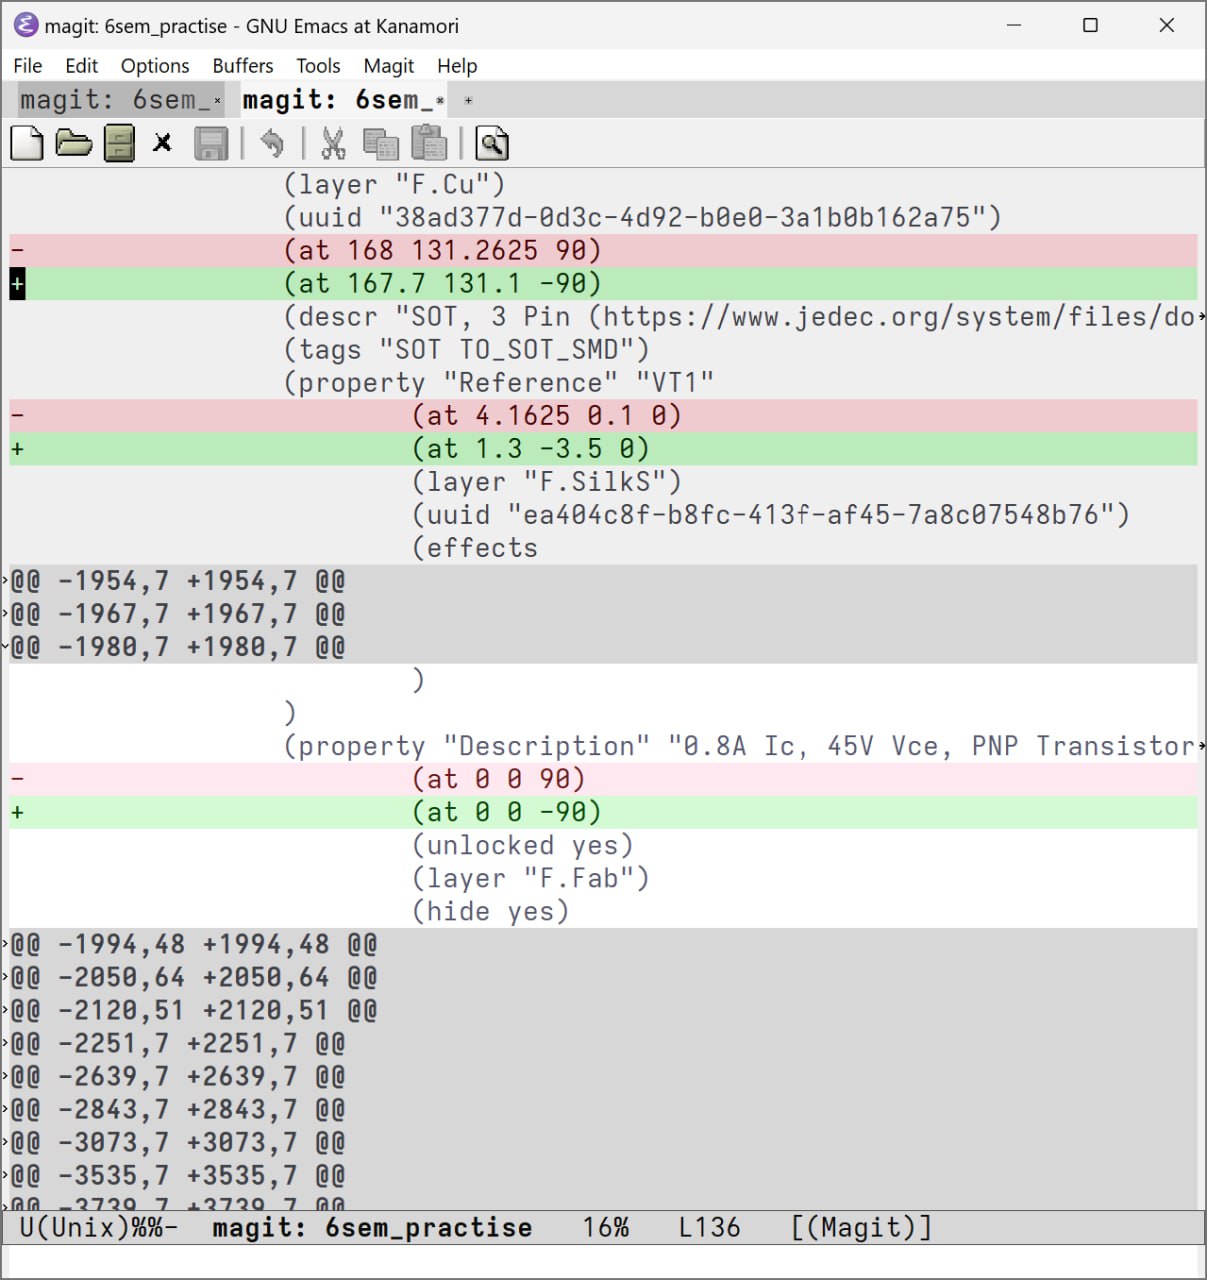 magit: 6sem_practise - GNU Emacs at Kanamori
File Edit Options Buffers Tools Magit Help
magit: 6sem_ magit: 6sem_
(layer "F.Cu")
(uuid "38ad377d-0d3c-4d92-b0e0-3a1b0b162a75")
- (at 168 131.2625 90)
+ (at 167.7 131.1 -90)
(descr "SOT, 3 Pin (https://www.jedec.org/system/files/do
(tags "SOT TO_SOT_SMD")
(property "Reference" "VT1"
- (at 4.1625 0.1 0)
+ (at 1.3 -3.5 0)
(layer "F.SilkS")
(uuid "ea404c8f-b8fc-413f-af45-7a8c07548b76")
(effects
@@ -1954,7 +1954,7 @@
@@ -1967,7 +1967,7 @@
@@ -1980,7 +1980,7 @@
)
)
(property "Description" "0.8A Ic, 45V Vce, PNP Transistor
- (at 0 0 90)
+ (at 0 0 -90)
(unlocked yes)
(layer "F.Fab")
(hide yes)
@@ -1994,48 +1994,48 @@
@@ -2050,64 +2050,64 @@
@@ -2120,51 +2120,51 @@
@@ -2251,7 +2251,7 @@
@@ -2639,7 +2639,7 @@
@@ -2843,7 +2843,7 @@
@@ -3073,7 +3073,7 @@
@@ -3535,7 +3535,7 @@
@@ -3739,7 +3739,7 @@
U(Unix)%%- magit: 6sem_practise 16% L136 [(Magit)]